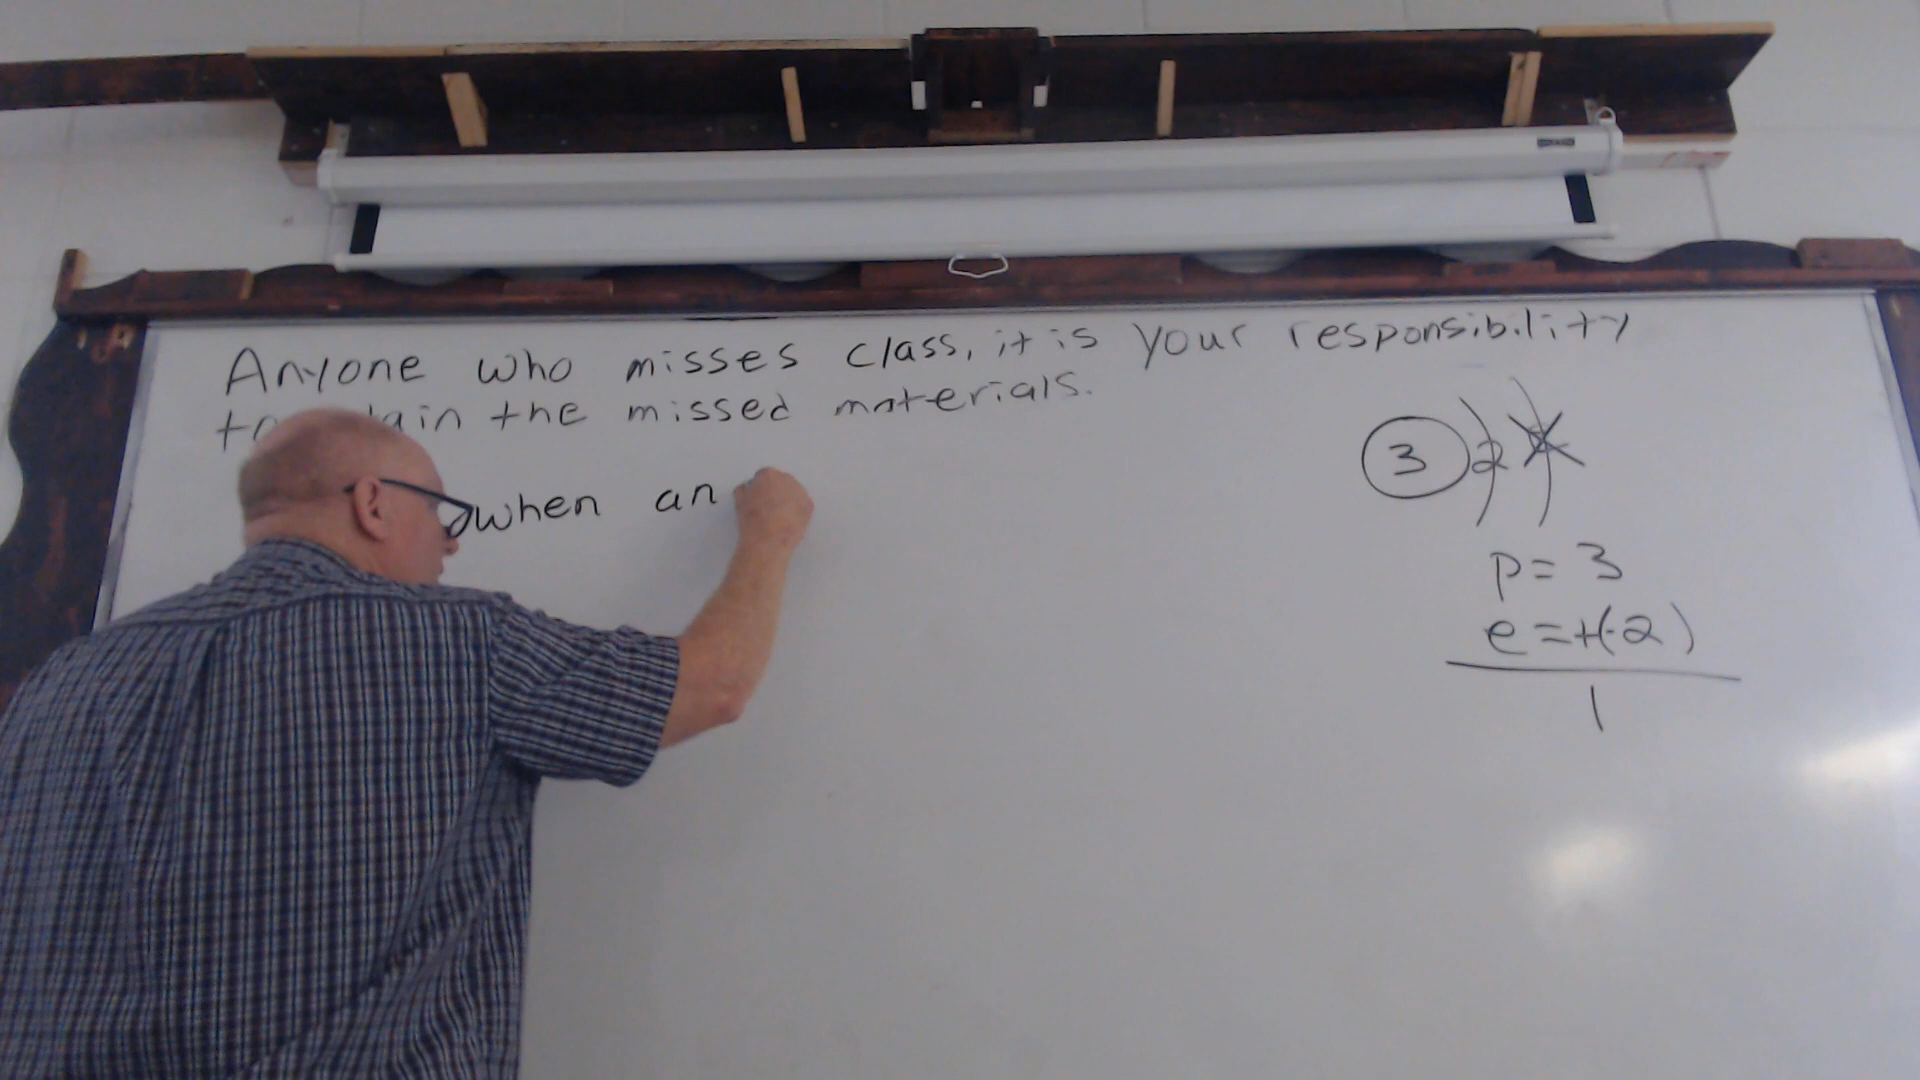 Anyone who misses class, it is your responsibility
the missed materials.
when an
3 2
p = 3
e = +(-2)
1